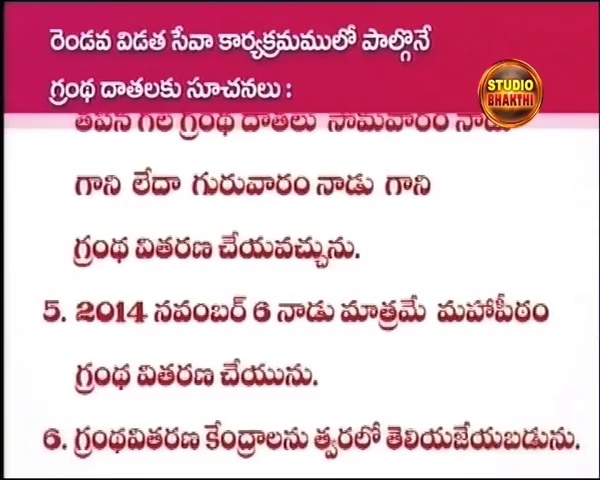 రెండవ విడత సేవా కార్యక్రమములో పాల్గొనే
గ్రంథ దాతలకు సూచనలు :
STUDIO
BHAKTHI
గల గ్రంథ దాతలు సోమవారం నాడు
గాని లేదా గురువారం నాడు గాని
గ్రంథ వితరణ చేయవచ్చును.
5. 2014 నవంబర్ 6 నాడు మాత్రమే మహాపీఠం
గ్రంథ వితరణ చేయును.
6. గ్రంథవితరణ కేంద్రాలను త్వరలో తెలియజేయబడును.